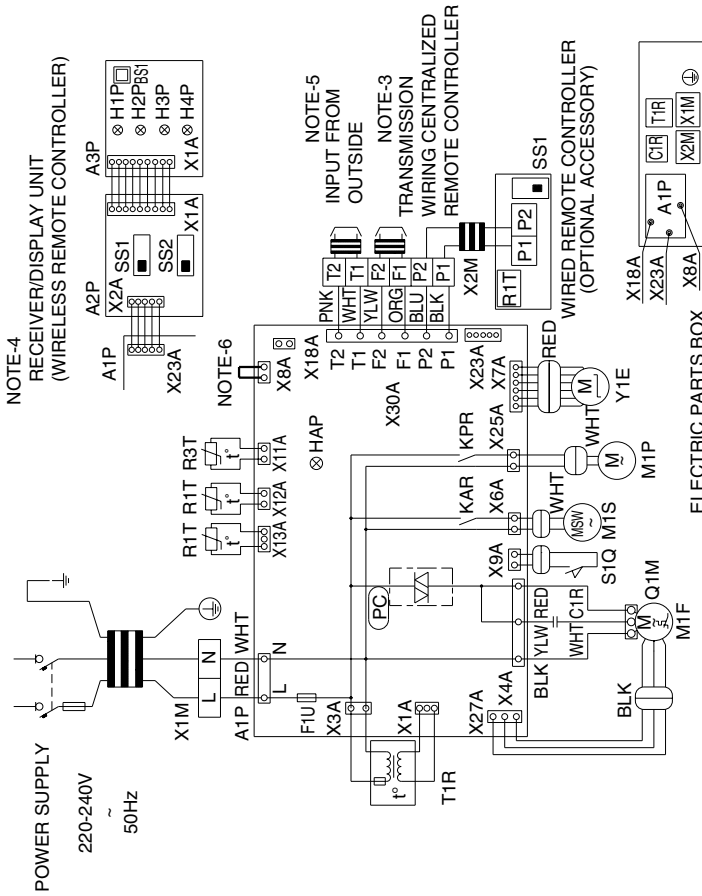 POWER SUPPLY
220-240V
~
50Hz
X1M
L N
A1P RED WHT
L N
F1U
X3A
X1A
t°
T1R
X27A
X4A
BLK YLW RED
WHT C1R
BLK
M~
Q1M
M1F
PC
R1T R1T R3T
t° t° t°
X13A X12A X11A
HAP
NOTE-6
X8A
X18A
KAR
KPR
X9A X6A X25A X7A
X23A
S1Q
WHT
MSW
~
M1S
WHT
M
~
M1P
RED
M
Y1E
X30A
T2 T1 F2 F1 P2 P1
PNK WHT YLW ORG BLU BLK
T2 T1 F2 F1 P2 P1
X2M
NOTE-5
INPUT FROM
OUTSIDE
NOTE-3
TRANSMISSION
WIRING CENTRALIZED
REMOTE CONTROLLER
R1T
P1 P2
SS1
WIRED REMOTE CONTROLLER
(OPTIONAL ACCESSORY)
NOTE-4
RECEIVER/DISPLAY UNIT
(WIRELESS REMOTE CONTROLLER)
A1P
X23A
A2P
X2A
SS1
SS2
X1A
A3P
BS1
H1P
H2P
H3P
H4P
X1A
X18A
X23A
X8A
A1P
C1R T1R
X2M X1M
ELECTRIC PARTS BOX